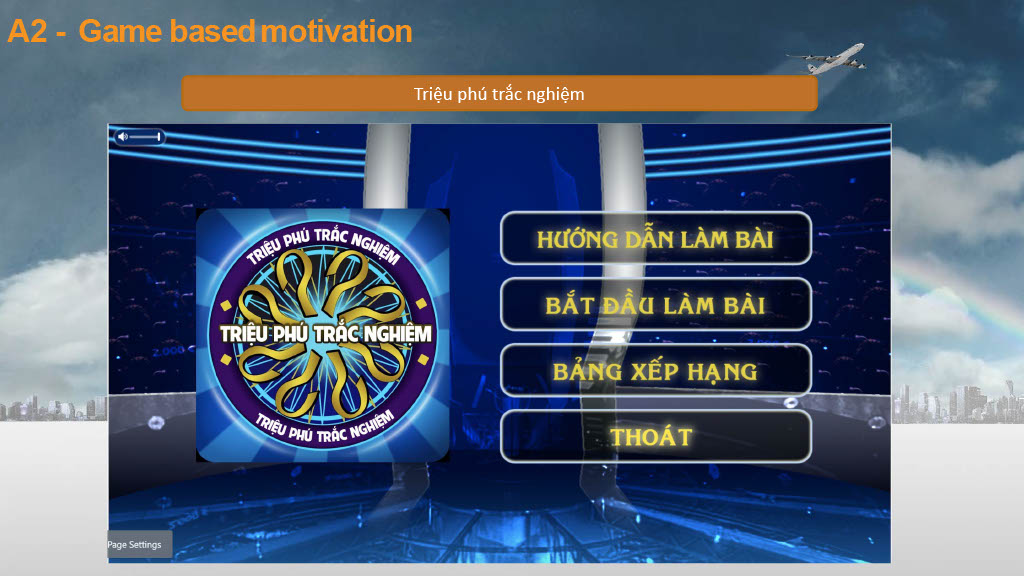 A2 - Game based motivation
Triệu phú trắc nghiệm
TRIỆU PHÚ TRẮC NGHIỆM
TRIỆU PHÚ TRẮC NGHIỆM
TRIỆU PHÚ TRẮC NGHIỆM
HƯỚNG DẪN LÀM BÀI
BẮT ĐẦU LÀM BÀI
BẢNG XẾP HẠNG
THOÁT
Page Settings